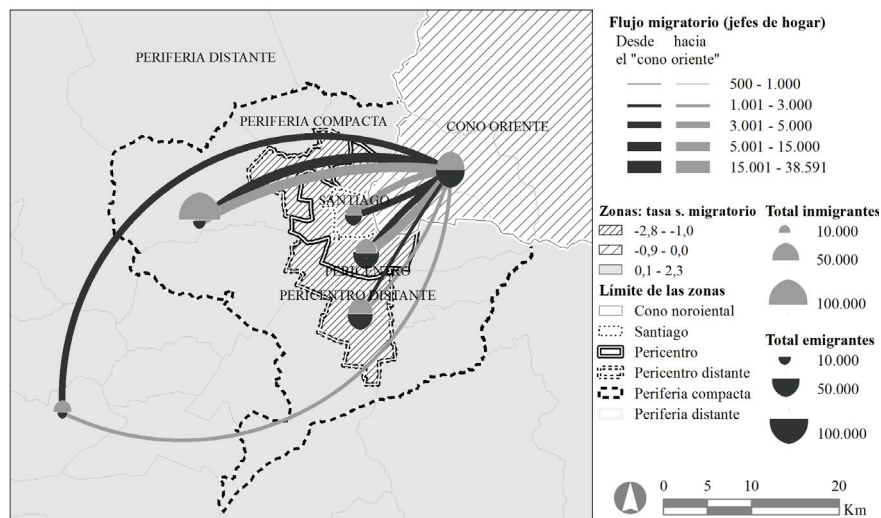 PERIFERIA DISTANTE
PERIFERIA COMPACTA
CONO ORIENTE
SANTIAGO
PERICENTRO
PERICENTRO DISTANTE
Flujo migratorio (jefes de hogar)
Desde hacia
el "cono oriente"
500 - 1.000
1.001 - 3.000
3.001 - 5.000
5.001 - 15.000
15.001 - 38.591
Zonas: tasa s. migratorio
-2,8 - -1,0
-0,9 - 0,0
0,1 - 2,3
Límite de las zonas
Cono noroiental
Santiago
Pericentro
Pericentro distante
Periferia compacta
Periferia distante
Total inmigrantes
10.000
50.000
100.000
Total emigrantes
10.000
50.000
100.000
0 5 10 20
Km